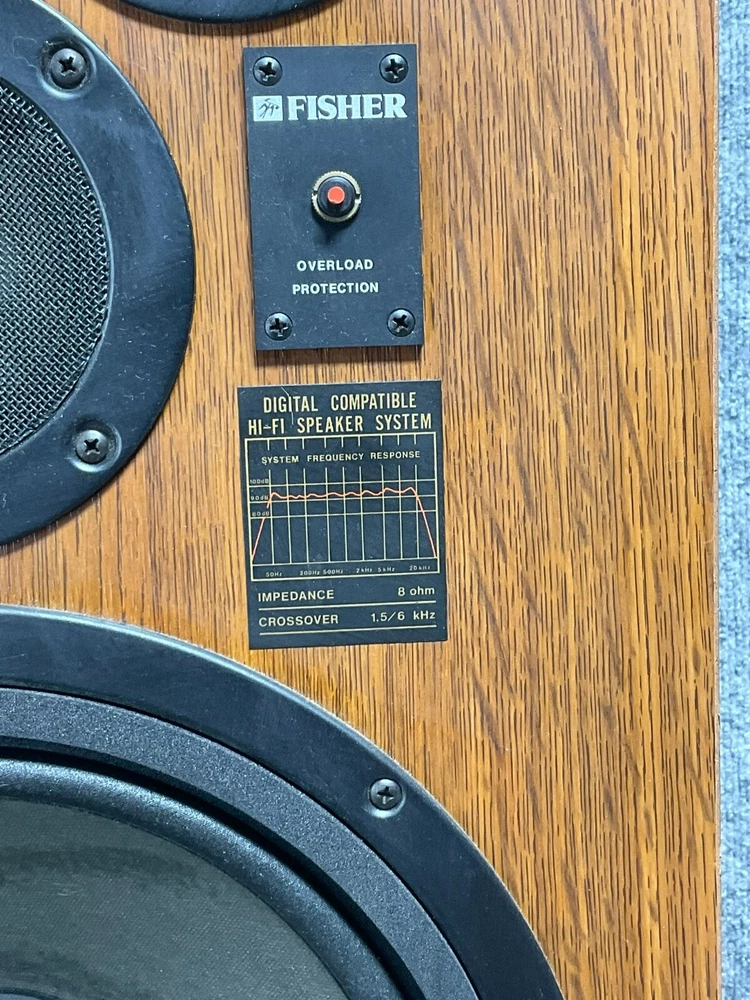 FISHER
OVERLOAD
PROTECTION
DIGITAL COMPATIBLE
HI-FI SPEAKER SYSTEM
SYSTEM FREQUENCY RESPONSE
100dB
90dB
80dB
50Hz 200Hz 500Hz 2kHz 5kHz 20kHz
IMPEDANCE 8 ohm
CROSSOVER 1.5/6 kHz